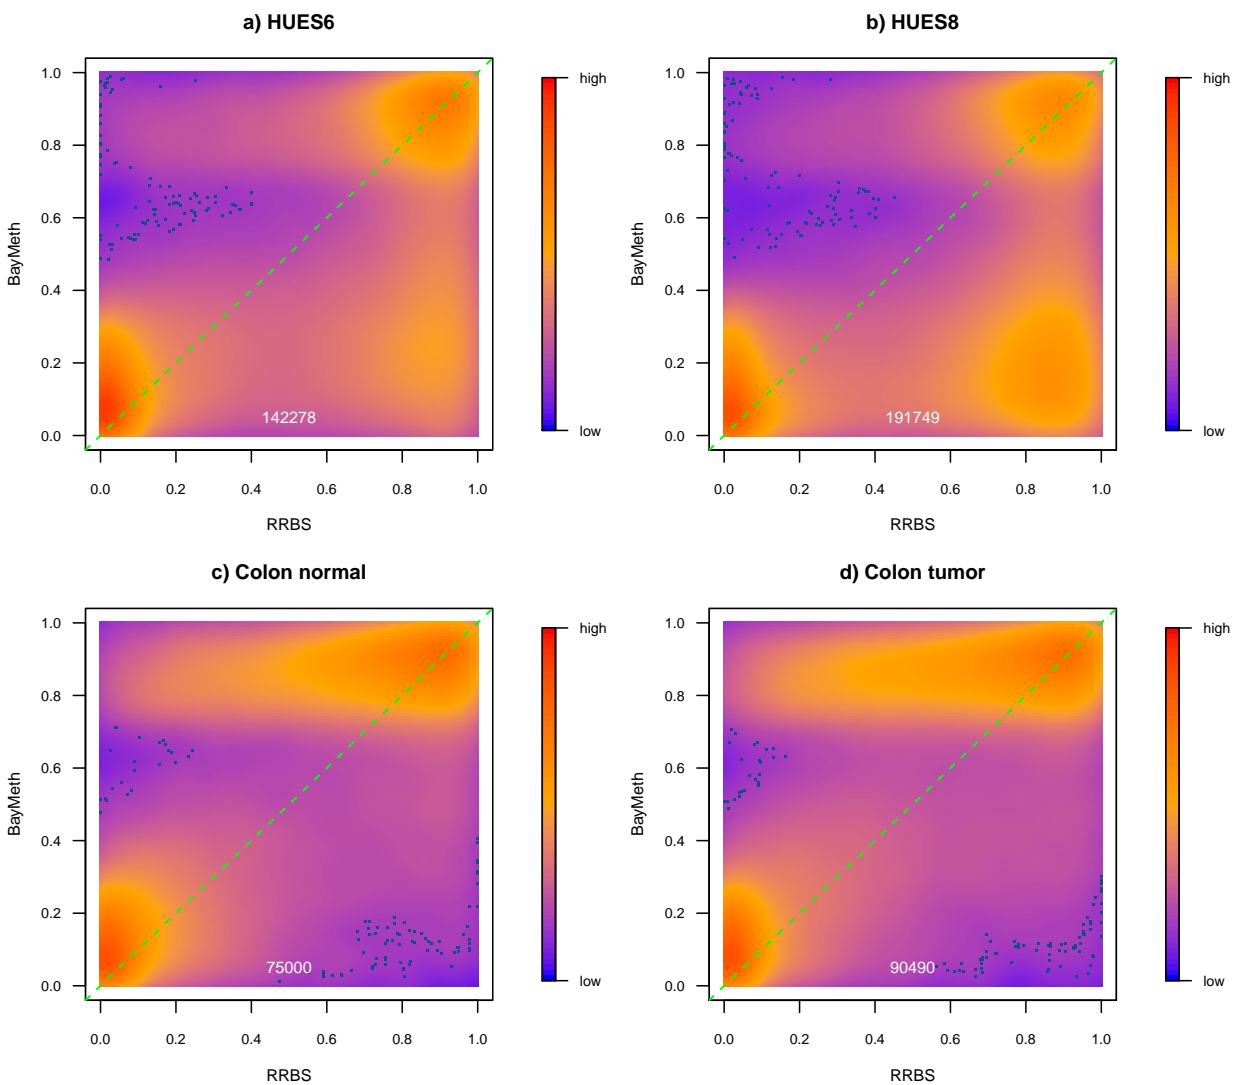 a) HUES6
1.0
0.8
0.6
0.4
0.2
0.0
BayMeth
142278
0.0 0.2 0.4 0.6 0.8 1.0
RRBS
high
low
b) HUES8
1.0
0.8
0.6
0.4
0.2
0.0
BayMeth
191749
0.0 0.2 0.4 0.6 0.8 1.0
RRBS
high
low
c) Colon normal
1.0
0.8
0.6
0.4
0.2
0.0
BayMeth
75000
0.0 0.2 0.4 0.6 0.8 1.0
RRBS
high
low
d) Colon tumor
1.0
0.8
0.6
0.4
0.2
0.0
BayMeth
90490
0.0 0.2 0.4 0.6 0.8 1.0
RRBS
high
low